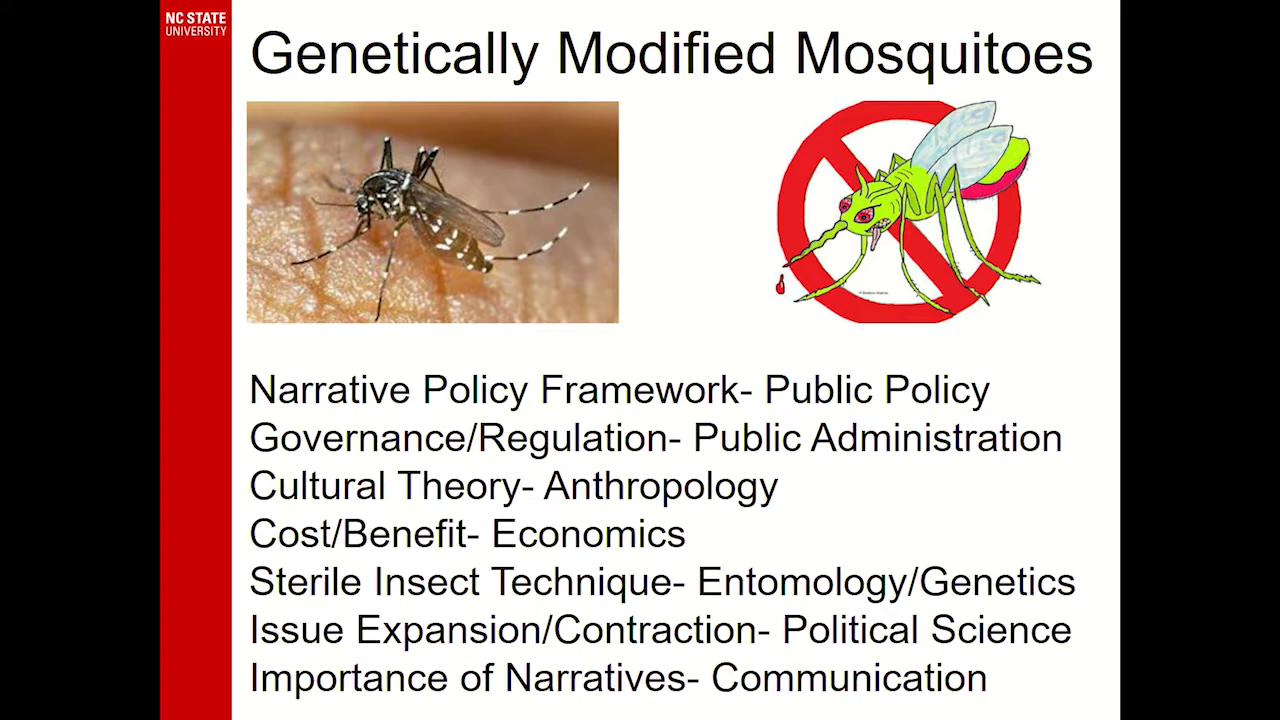 NC STATE
UNIVERSITY
Genetically Modified Mosquitoes
Narrative Policy Framework- Public Policy
Governance/Regulation- Public Administration
Cultural Theory- Anthropology
Cost/Benefit- Economics
Sterile Insect Technique- Entomology/Genetics
Issue Expansion/Contraction- Political Science
Importance of Narratives- Communication